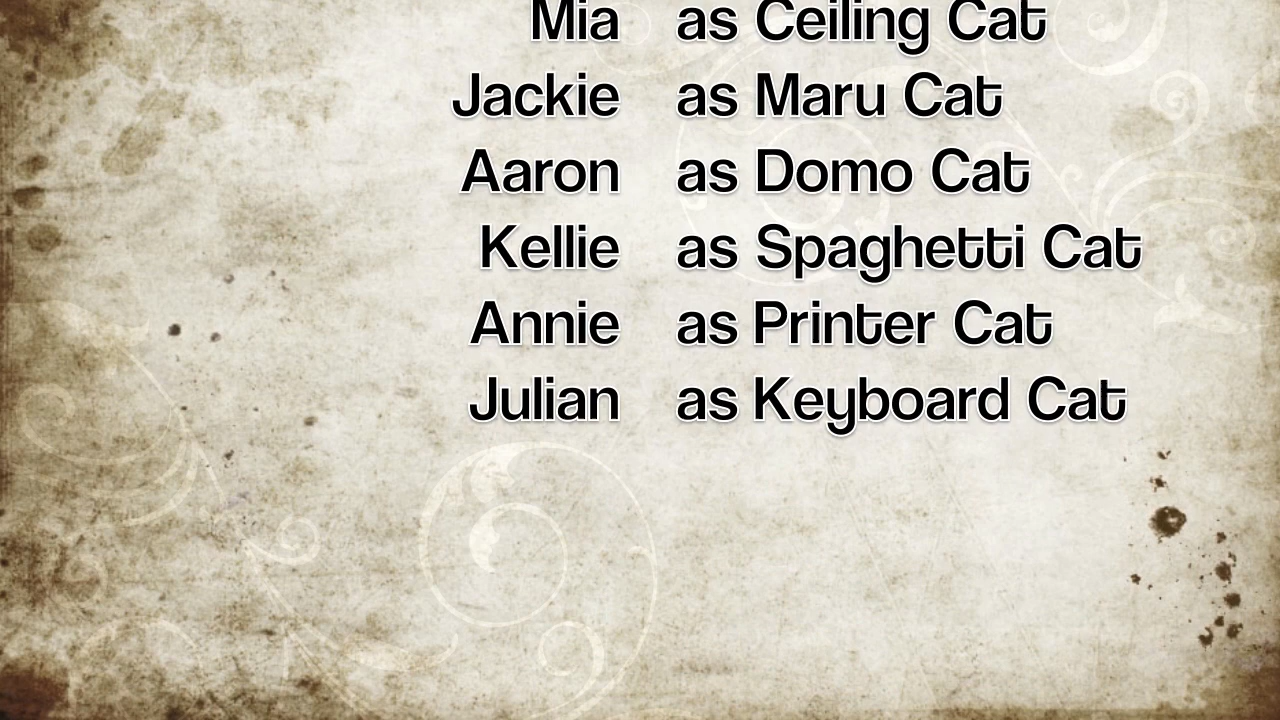 Mia as Ceiling Cat
Jackie as Maru Cat
Aaron as Domo Cat
Kellie as Spaghetti Cat
Annie as Printer Cat
Julian as Keyboard Cat